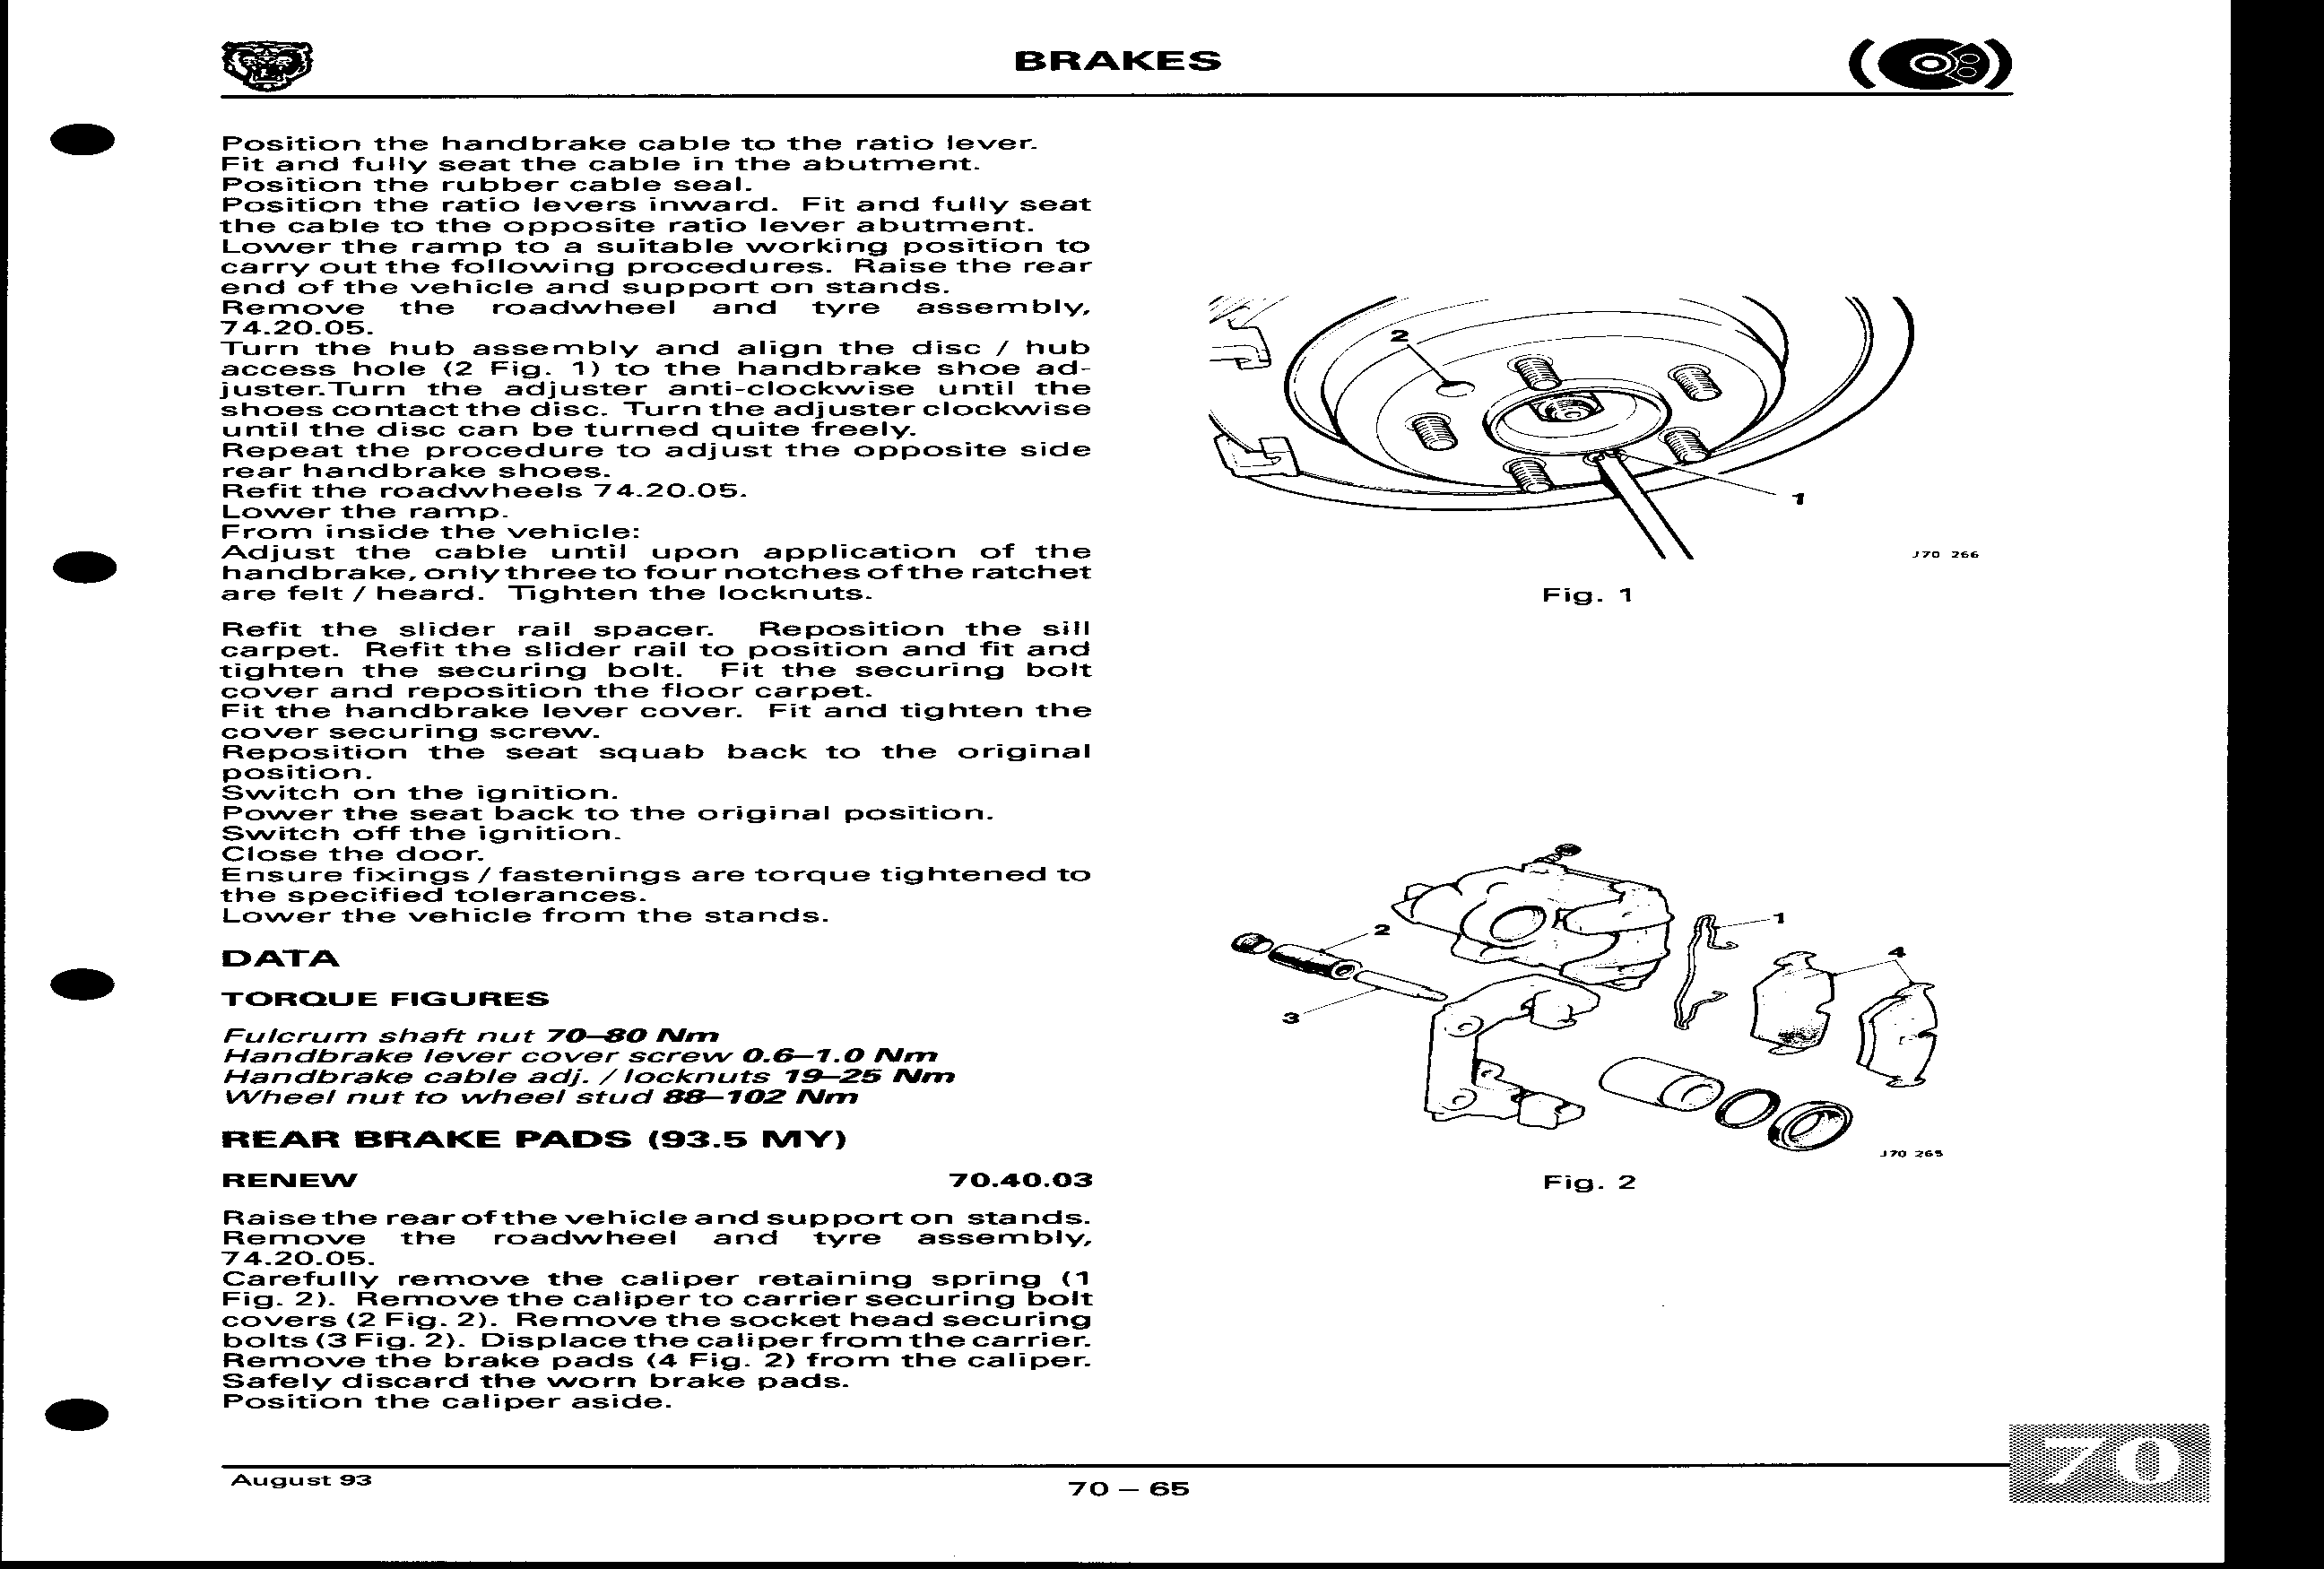 BRAKES
Position the handbrake cable to the ratio lever.
Fit and fully seat the cable in the abutment.
Position the rubber cable seal.
Position the ratio levers inward. Fit and fully seat
the cable to the opposite ratio lever abutment.
Lower the ramp to a suitable working position to
carry out the following procedures. Raise the rear
end of the vehicle and support on stands.
Remove the roadwheel and tyre assembly,
74.20.05.
Turn the hub assembly and align the disc / hub
access hole (2 Fig. 1) to the handbrake shoe ad-
juster.Turn the adjuster anti-clockwise until the
shoes contact the disc. Turn the adjuster clockwise
until the disc can be turned quite freely.
Repeat the procedure to adjust the opposite side
rear handbrake shoes.
Refit the roadwheels 74.20.05.
Lower the ramp.
From inside the vehicle:
Adjust the cable until upon application of the
handbrake, only three to four notches of the ratchet
are felt / heard. Tighten the locknuts.
Refit the slider rail spacer. Reposition the sill
carpet. Refit the slider rail to position and fit and
tighten the securing bolt. Fit the securing bolt
cover and reposition the floor carpet.
Fit the handbrake lever cover. Fit and tighten the
cover securing screw.
Reposition the seat squab back to the original
position.
Switch on the ignition.
Power the seat back to the original position.
Switch off the ignition.
Close the door.
Ensure fixings / fastenings are torque tightened to
the specified tolerances.
Lower the vehicle from the stands.
DATA
TORQUE FIGURES
Fulcrum shaft nut 70–80 Nm
Handbrake lever cover screw 0.6–1.0 Nm
Handbrake cable adj. / locknuts 19–25 Nm
Wheel nut to wheel stud 88–102 Nm
REAR BRAKE PADS (93.5 MY)
RENEW 70.40.03
Raise the rear of the vehicle and support on stands.
Remove the roadwheel and tyre assembly,
74.20.05.
Carefully remove the caliper retaining spring (1
Fig. 2). Remove the caliper to carrier securing bolt
covers (2 Fig. 2). Remove the socket head securing
bolts (3 Fig. 2). Displace the caliper from the carrier.
Remove the brake pads (4 Fig. 2) from the caliper.
Safely discard the worn brake pads.
Position the caliper aside.
2
1
J70 266
Fig. 1
1
2
4
3
J70 265
Fig. 2
August 93
70 – 65
70